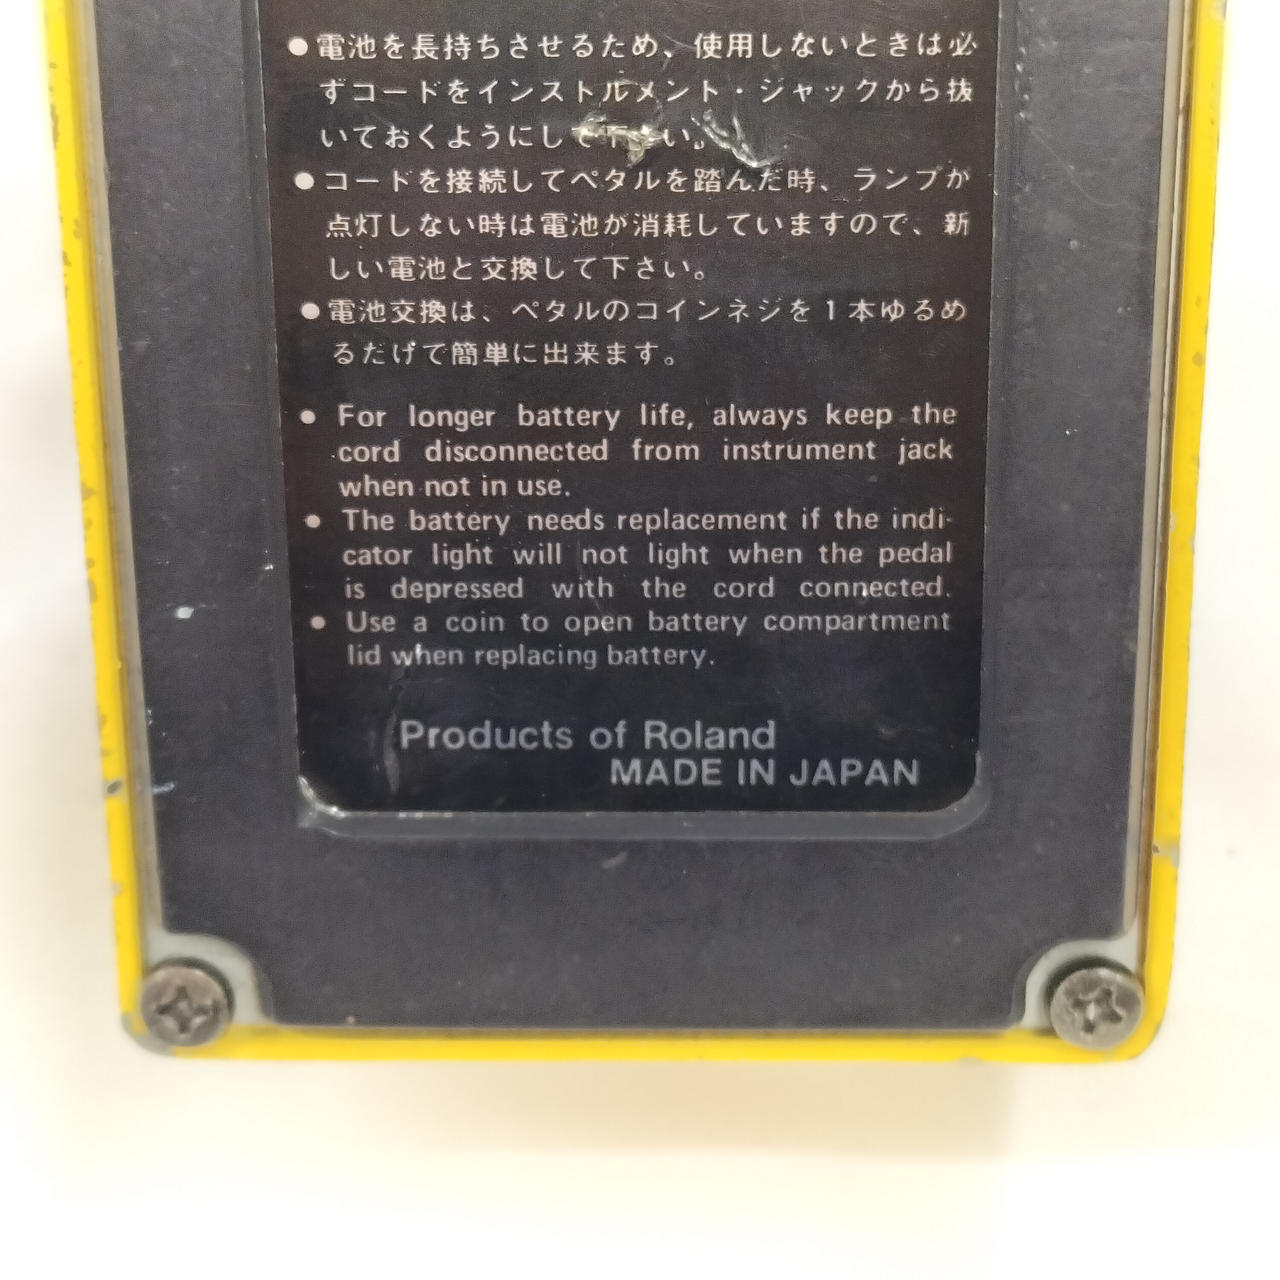 ●電池を長持ちさせるため、使用しないときは必
ずコードをインストルメント・ジャックから抜
いておくようにして下さい。
●コードを接続してペタルを踏んだ時、ランプが
点灯しない時は電池が消耗していますので、新
しい電池と交換して下さい。
●電池交換は、ペタルのコインネジを1本ゆるめ
るだけで簡単に出来ます。
● For longer battery life, always keep the
cord disconnected from instrument jack
when not in use.
● The battery needs replacement if the indi-
cator light will not light when the pedal
is depressed with the cord connected.
● Use a coin to open battery compartment
lid when replacing battery.
Products of Roland
MADE IN JAPAN